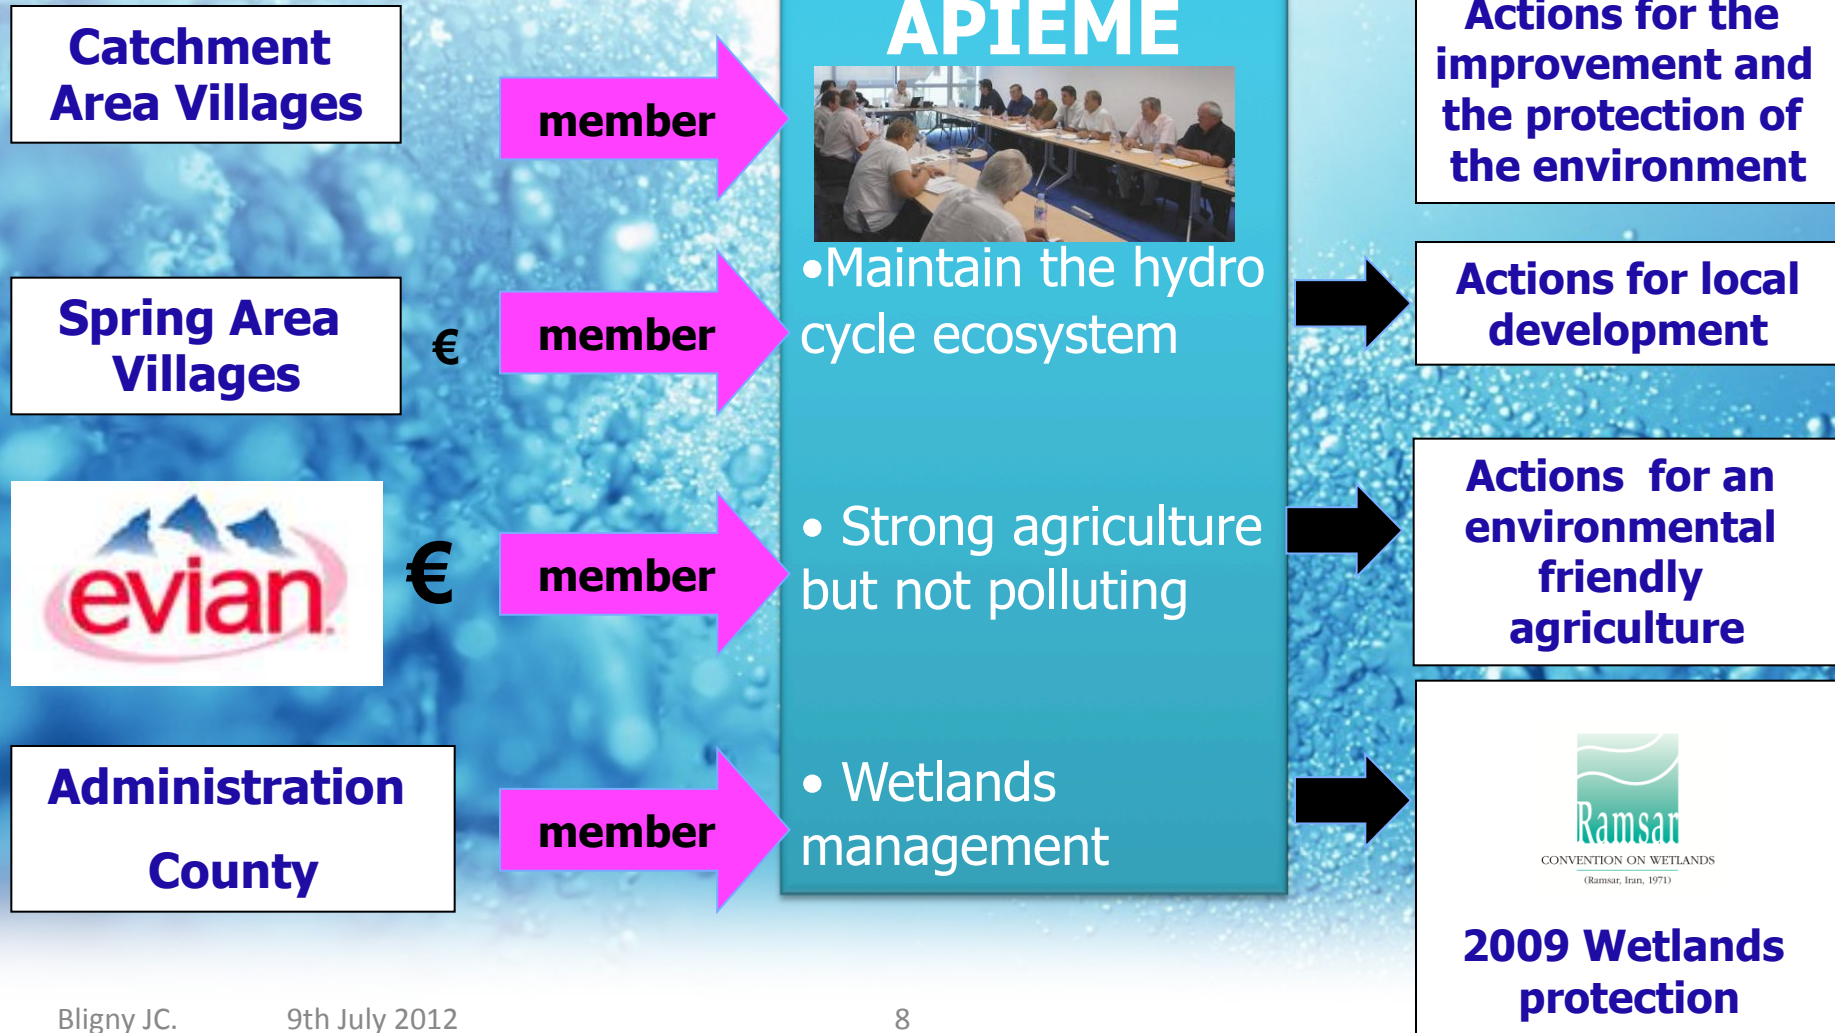 Catchment
Area Villages
member
Spring Area
Villages
€
member
evian.
€
member
Administration
County
member
APIEME
•Maintain the hydro
cycle ecosystem
• Strong agriculture
but not polluting
• Wetlands
management
Actions for the
improvement and
the protection of
the environment
Actions for local
development
Actions for an
environmental
friendly
agriculture
Ramsar
CONVENTION ON WETLANDS
(Ramsar, Iran, 1971)
2009 Wetlands
protection
Bligny JC. 9th July 2012 8